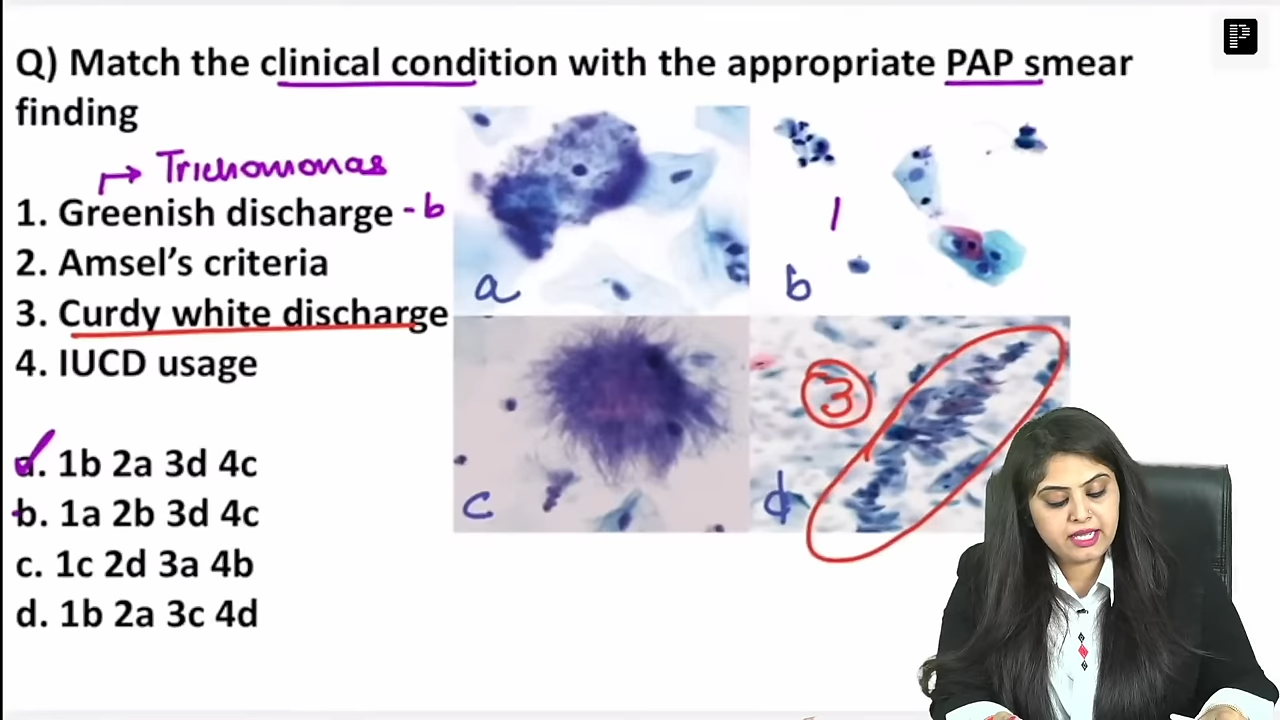 Q) Match the clinical condition with the appropriate PAP smear
finding
→ Trichomonas
1. Greenish discharge - b
2. Amsel’s criteria
3. Curdy white discharge
4. IUCD usage
a. 1b 2a 3d 4c
b. 1a 2b 3d 4c
c. 1c 2d 3a 4b
d. 1b 2a 3c 4d
a
b
1
c
d
3
P